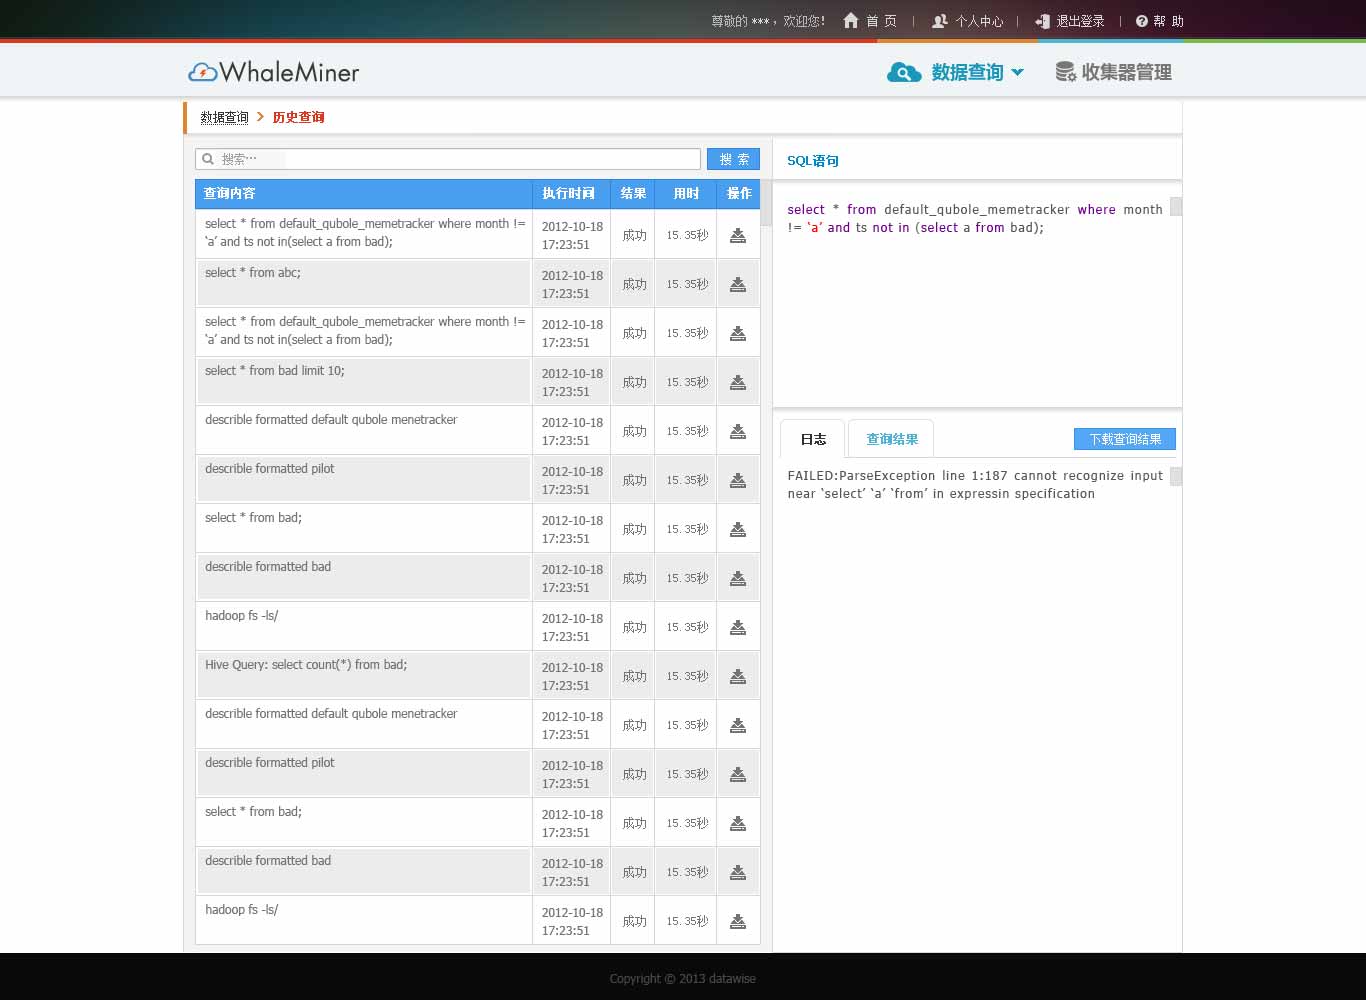 尊敬的 *** ，欢迎您！ 首 页 | 个人中心 | 退出登录 | 帮 助
WhaleMiner 数据查询 收集器管理
数据查询 > 历史查询
搜索… 搜 索
查询内容 执行时间 结果 用时 操作
select * from default_qubole_memetracker where month !=
‘a’ and ts not in(select a from bad);
2012-10-18
17:23:51
成功 15.35秒
select * from abc;
2012-10-18
17:23:51
成功 15.35秒
select * from default_qubole_memetracker where month !=
‘a’ and ts not in(select a from bad);
2012-10-18
17:23:51
成功 15.35秒
select * from bad limit 10;
2012-10-18
17:23:51
成功 15.35秒
describle formatted default qubole menetracker
2012-10-18
17:23:51
成功 15.35秒
describle formatted pilot
2012-10-18
17:23:51
成功 15.35秒
select * from bad;
2012-10-18
17:23:51
成功 15.35秒
describle formatted bad
2012-10-18
17:23:51
成功 15.35秒
hadoop fs -ls/
2012-10-18
17:23:51
成功 15.35秒
Hive Query: select count(*) from bad;
2012-10-18
17:23:51
成功 15.35秒
describle formatted default qubole menetracker
2012-10-18
17:23:51
成功 15.35秒
describle formatted pilot
2012-10-18
17:23:51
成功 15.35秒
select * from bad;
2012-10-18
17:23:51
成功 15.35秒
describle formatted bad
2012-10-18
17:23:51
成功 15.35秒
hadoop fs -ls/
2012-10-18
17:23:51
成功 15.35秒
SQL语句
select * from default_qubole_memetracker where month
!= ‘a’ and ts not in (select a from bad);
日志 查询结果 下载查询结果
FAILED:ParseException line 1:187 cannot recognize input
near ‘select’ ‘a’ ‘from’ in expressin specification
Copyright © 2013 datawise